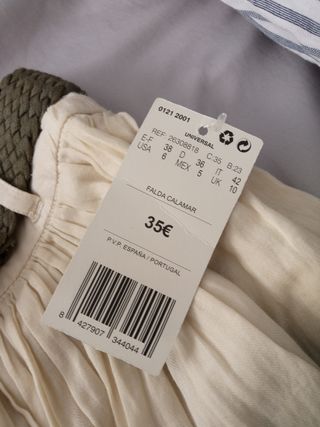 0121 2001
UNIVERSAL
REF: 26308818 C:35 B:23
E-F 38 D 36 IT 42
USA 6 MEX 5 UK 10
FALDA CALAMAR
35€
P.V.P. ESPAÑA / PORTUGAL
8 427907 344044